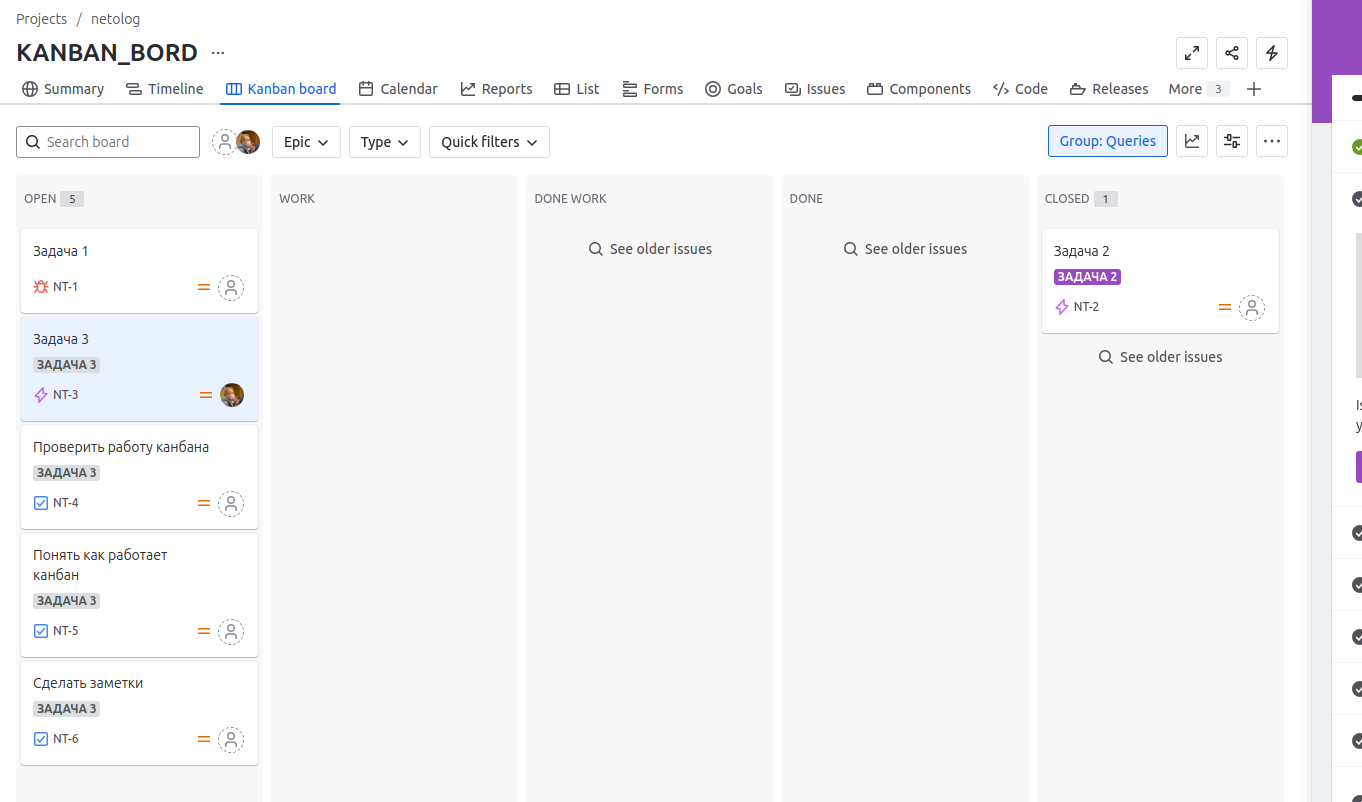 Projects / netolog
KANBAN_BORD ...
Summary Timeline Kanban board Calendar Reports List Forms Goals Issues Components Code Releases More 3
Search board Epic Type Quick filters Group: Queries
OPEN 5
Задача 1
NT-1
Задача 3
ЗАДАЧА 3
NT-3
Проверить работу канбана
ЗАДАЧА 3
NT-4
Понять как работает
канбан
ЗАДАЧА 3
NT-5
Сделать заметки
ЗАДАЧА 3
NT-6
WORK
DONE WORK
See older issues
DONE
See older issues
CLOSED 1
Задача 2
ЗАДАЧА 2
NT-2
See older issues